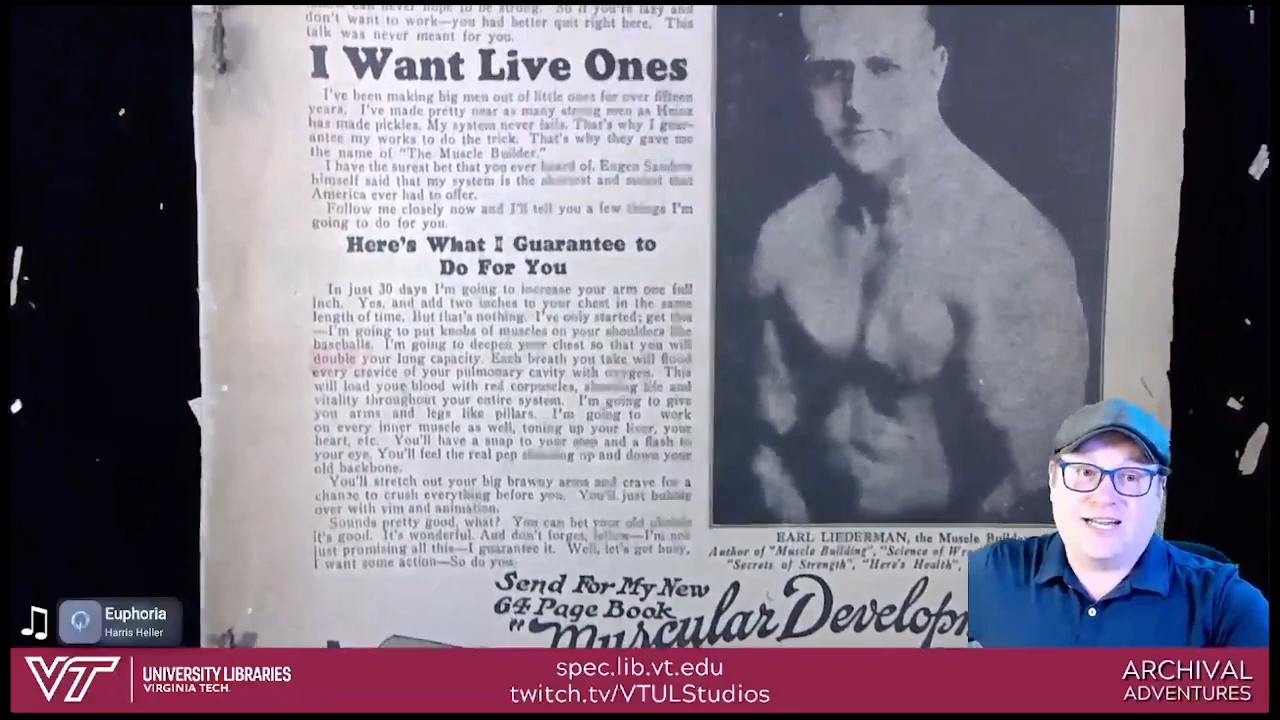 don't want to work—you had better quit right here. This
talk was never meant for you.
I Want Live Ones
I've been making big men out of little ones for over fifteen
years. I've made pretty near as many strong men as Heinz
has made pickles. My system never fails. That's why I guar-
antee my works to do the trick. That's why they gave me
the name of "The Muscle Builder."
I have the surest bet that you ever heard of. Eugen Sandow
himself said that my system is the and that
America ever had to offer.
Follow me closely now and I'll tell you a few things I'm
going to do for you.
Here's What I Guarantee to
Do For You
In just 30 days I'm going to increase your arm one full
inch. Yes, and add two inches to your chest in the same
length of time. But that's nothing. I've only started; get this
—I'm going to put knobs of muscles on your shoulders like
baseballs. I'm going to deepen your chest so that you will
double your lung capacity. Each breath you take will flood
every crevice of your pulmonary cavity with oxygen. This
will load your blood with red corpuscles, life and
vitality throughout your entire system. I'm going to give
you arms and legs like pillars. I'm going to work
on every inner muscle as well, toning up your liver, your
heart, etc. You'll have a snap to your and a flash to
your eye. You'll feel the real pep up and down your
old backbone.
You'll stretch out your big brawny arms and crave for a
chance to crush everything before you. You'll just bubble
over with vim and animation.
Sounds pretty good, what? You can bet your old
it's good. It's wonderful. And don't forget, fellow—I'm not
just promising all this—I guarantee it. Well, let's get busy,
I want some action—So do you.
EARL LIEDERMAN, the Muscle
Author of "Muscle Building", "Science of
"Secrets of Strength", "Here's Health",
Send For My New
64 Page Book
"Muscular
Euphoria
Harris Heller
VT UNIVERSITY LIBRARIES
VIRGINIA TECH.
spec.lib.vt.edu
twitch.tv/VTULStudios
ARCHIVAL
ADVENTURES